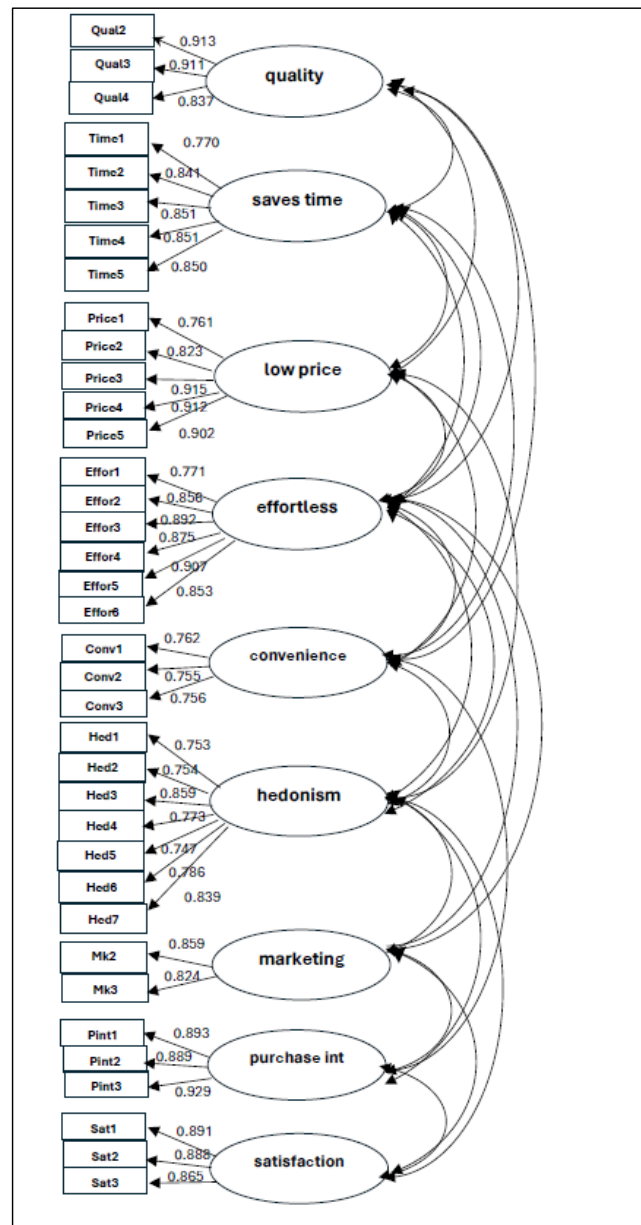 Qual2
0.913
Qual3
0.911
quality
Qual4
0.837
Time1
0.770
Time2
0.841
Time3
saves time
0.851
Time4
0.851
Time5
0.850
Price1
0.761
Price2
0.823
Price3
low price
0.915
Price4
0.912
Price5
0.902
Effor1
0.771
Effor2
0.858
effortless
Effor3
0.892
0.875
Effor4
0.907
Effor5
0.853
Effor6
Conv1
0.762
convenience
Conv2
0.755
Conv3
0.756
Hed1
0.753
Hed2
0.754
Hed3
0.859
hedonism
Hed4
0.773
Hed5
0.747
0.786
Hed6
0.839
Hed7
Mk2
0.859
marketing
Mk3
0.824
Pint1
0.893
Pint2
0.889
purchase int
Pint3
0.929
Sat1
0.891
Sat2
0.888
satisfaction
Sat3
0.865